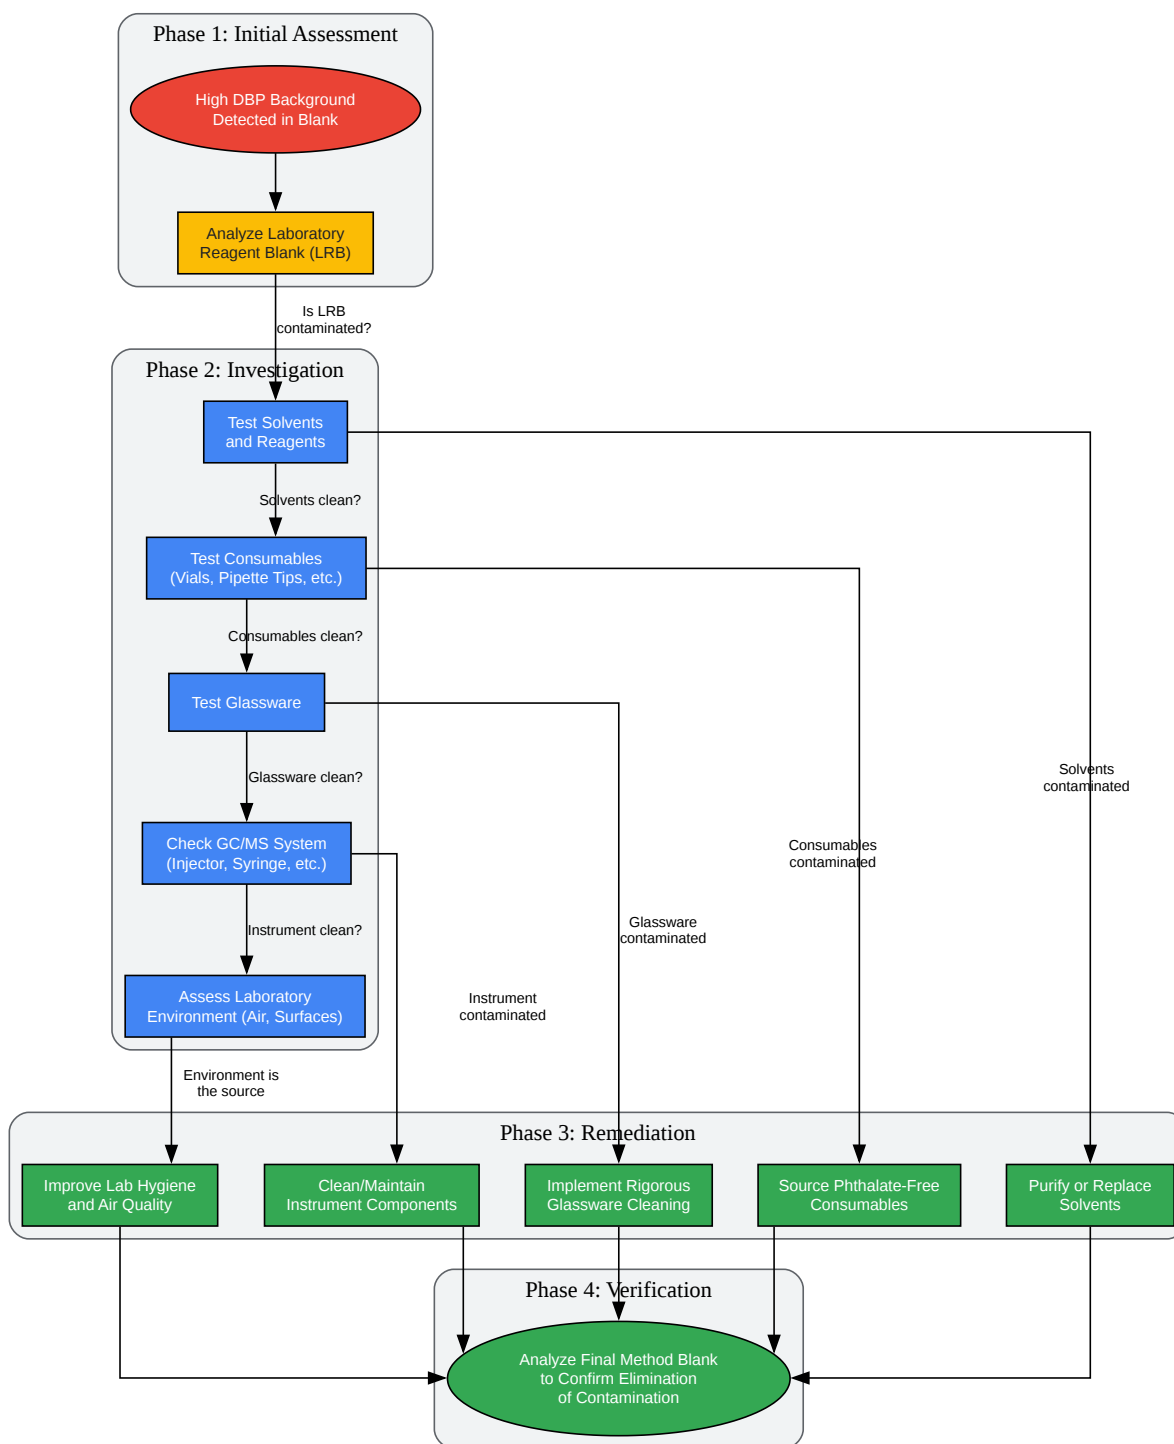 Phase 1: Initial Assessment
High DBP Background
Detected in Blank
Analyze Laboratory
Reagent Blank (LRB)
Is LRB
contaminated?
Phase 2: Investigation
Test Solvents
and Reagents
Solvents clean?
Test Consumables
(Vials, Pipette Tips, etc.)
Consumables clean?
Test Glassware
Glassware clean?
Solvents
contaminated
Check GC/MS System
(Injector, Syringe, etc.)
Consumables
contaminated
Instrument clean?
Glassware
contaminated
Assess Laboratory
Environment (Air, Surfaces)
Instrument
contaminated
Environment is
the source
Phase 3: Remediation
Improve Lab Hygiene
and Air Quality
Clean/Maintain
Instrument Components
Implement Rigorous
Glassware Cleaning
Source Phthalate-Free
Consumables
Purify or Replace
Solvents
Phase 4: Verification
Analyze Final Method Blank
to Confirm Elimination
of Contamination